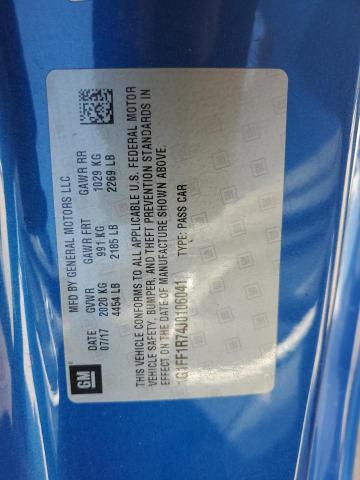 GM
MFD BY GENERAL MOTORS LLC
DATE GVWR GAWR FRT GAWR RR
07/17 2020 KG 991 KG 1029 KG
4454 LB 2185 LB 2269 LB
THIS VEHICLE CONFORMS TO ALL APPLICABLE U.S. FEDERAL MOTOR
VEHICLE SAFETY, BUMPER, AND THEFT PREVENTION STANDARDS IN
EFFECT ON THE DATE OF MANUFACTURE SHOWN ABOVE.
1G1FF1R74J0106041 TYPE: PASS CAR